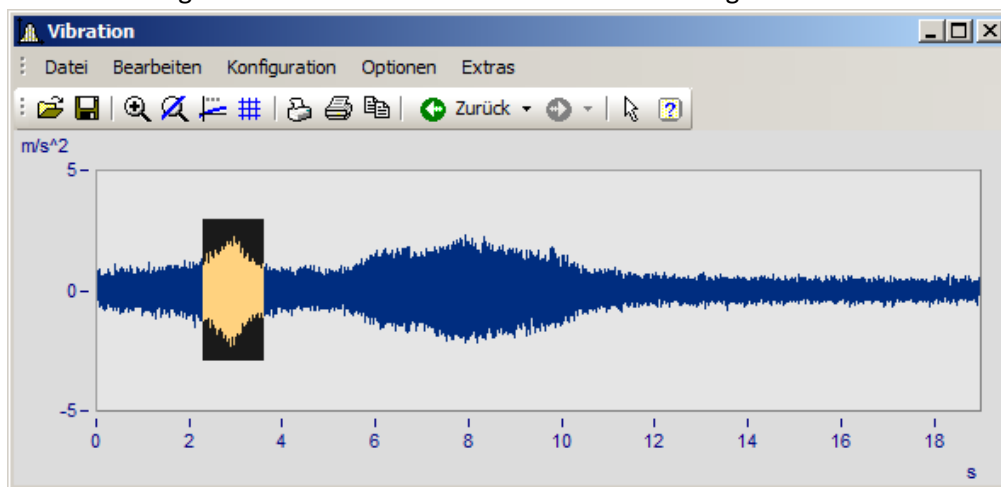 Vibration
Datei Bearbeiten Konfiguration Optionen Extras
Zurück
m/s^2
5
0
-5
0 2 4 6 8 10 12 14 16 18
s